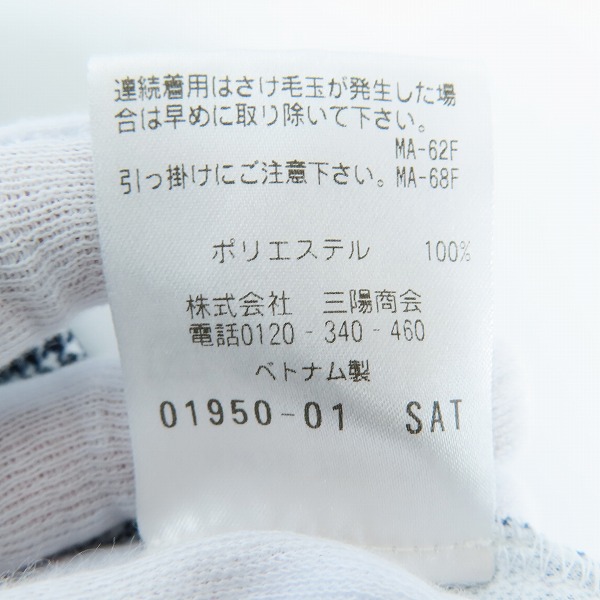 連続着用はさけ毛玉が発生した場
合は早めに取り除いて下さい。
MA-62F
引っ掛けにご注意下さい。MA-68F
ポリエステル 100%
株式会社 三陽商会
電話0120-340-460
ベトナム製
01950-01 SAT